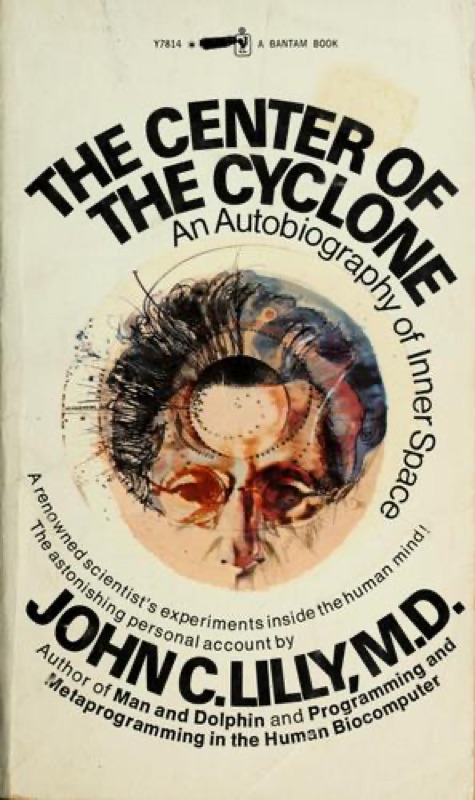 Y7814 * A BANTAM BOOK
THE CENTER OF
THE CYCLONE
An Autobiography of Inner Space
A renowned scientist's experiments inside the human mind!
The astonishing personal account by
JOHN C. LILLY, M.D.
Author of Man and Dolphin and Programming and
Metaprogramming in the Human Biocomputer